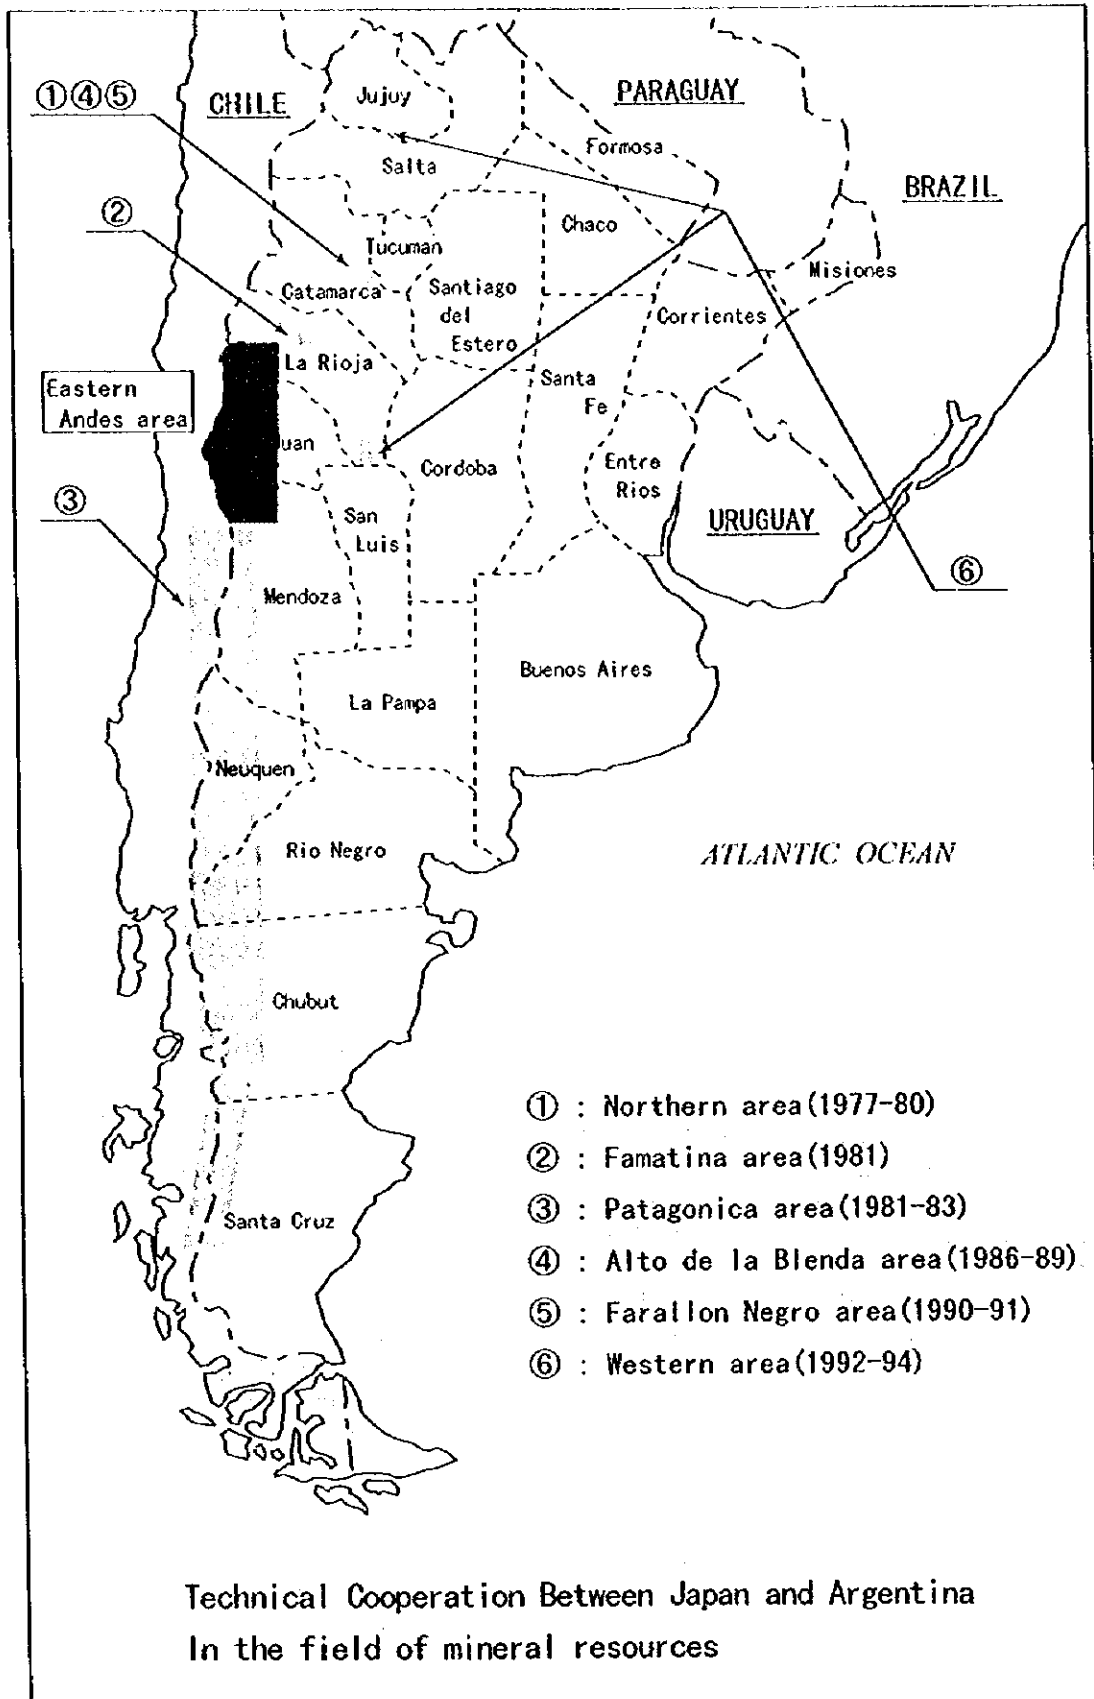 ①④⑤
CHILE
Jujuy
PARAGUAY
Formosa
Salta
BRAZIL
②
Chaco
Tucuman
Misiones
Catamarca
Santiago
del
Estero
Corrientes
La Rioja
Santa
Fe
Eastern
Andes area
uan
Cordoba
Entre
Rios
③
San
Luis
URUGUAY
⑥
Mendoza
Buenos Aires
La Pampa
Neuquen
Rio Negro
ATLANTIC OCEAN
Chubut
Santa Cruz
① : Northern area(1977-80)
② : Famatina area(1981)
③ : Patagonica area(1981-83)
④ : Alto de la Blenda area(1986-89)
⑤ : Farallon Negro area(1990-91)
⑥ : Western area(1992-94)
Technical Cooperation Between Japan and Argentina
In the field of mineral resources